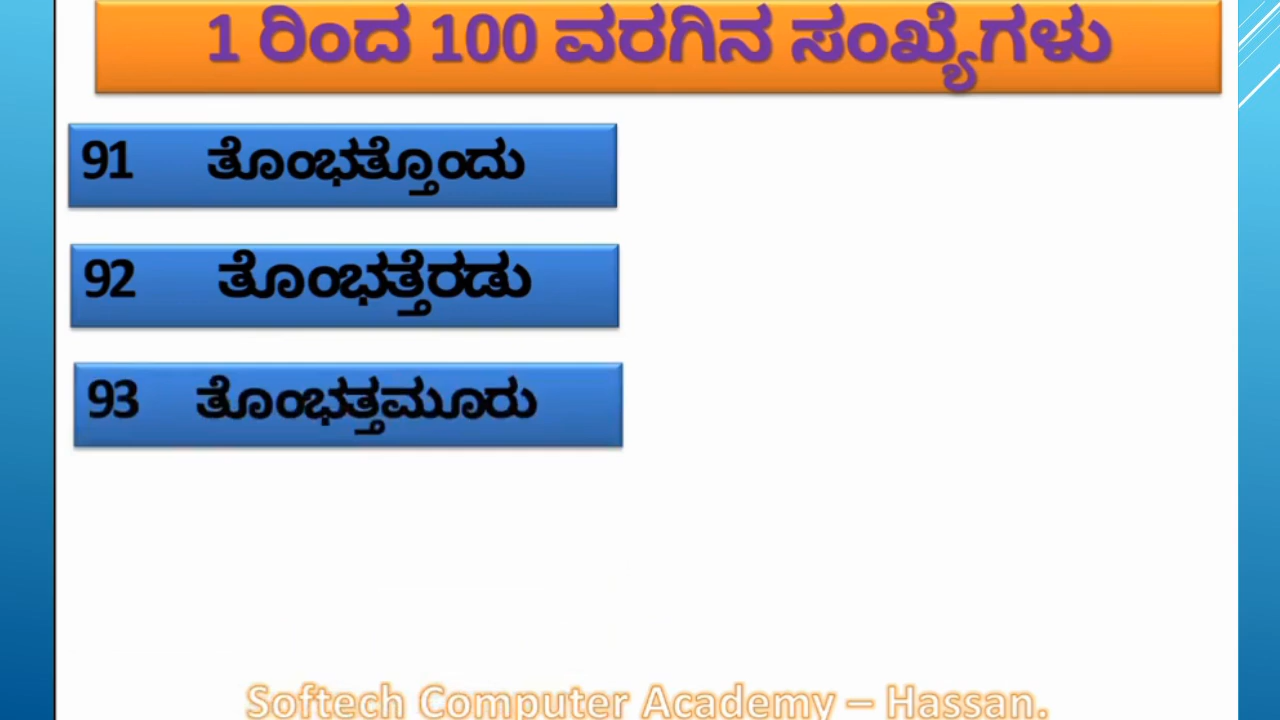 1 ರಿಂದ 100 ವರಗಿನ ಸಂಖ್ಯೆಗಳು
91 ತೊಂಭತ್ತೊಂದು
92 ತೊಂಭತ್ತೆರಡು
93 ತೊಂಭತ್ತಮೂರು
Softech Computer Academy – Hassan.